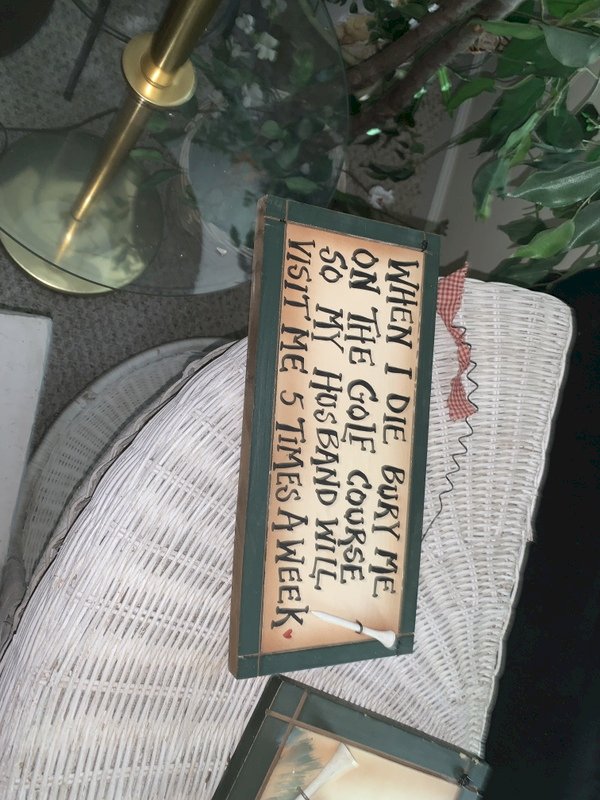 WHEN I DIE BURY ME
ON THE GOLF COURSE
SO MY HUSBAND WILL
VISIT ME 5 TIMES A WEEK